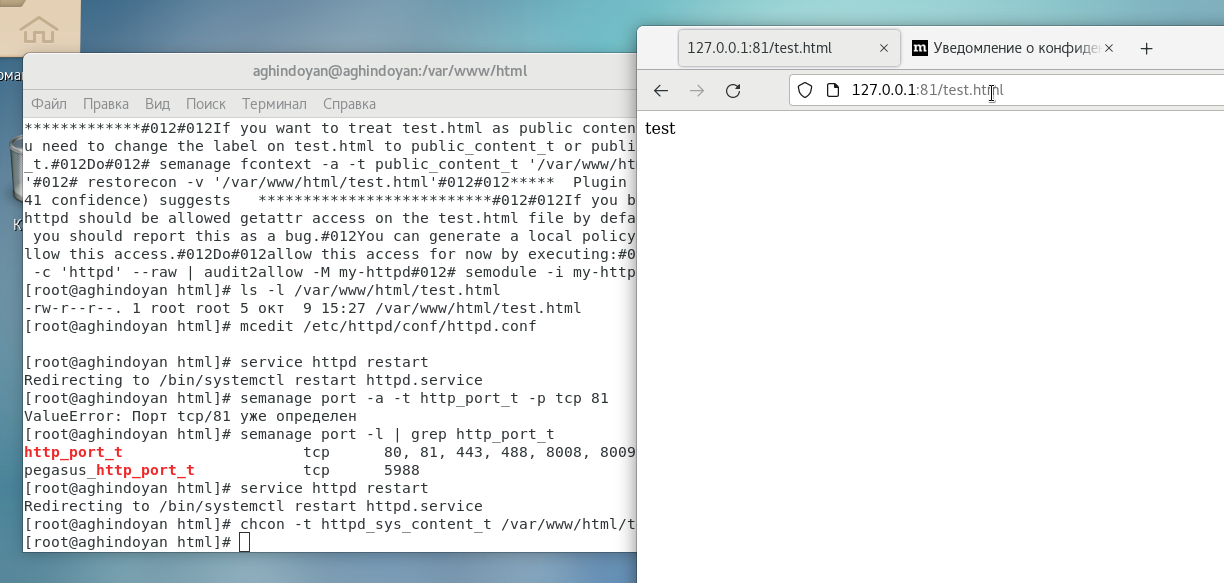 ома
К
aghindoyan@aghindoyan:/var/www/html
Файл Правка Вид Поиск Терминал Справка
*************#012#012If you want to treat test.html as public conten
u need to change the label on test.html to public_content_t or publi
_t.#012Do#012# semanage fcontext -a -t public_content_t '/var/www/ht
'#012# restorecon -v '/var/www/html/test.html'#012#012*****  Plugin
41 confidence) suggests   **************************#012#012If you b
httpd should be allowed getattr access on the test.html file by defa
you should report this as a bug.#012You can generate a local policy
llow this access.#012Do#012allow this access for now by executing:#0
-c 'httpd' --raw | audit2allow -M my-httpd#012# semodule -i my-http
[root@aghindoyan html]# ls -l /var/www/html/test.html
-rw-r--r--. 1 root root 5 окт  9 15:27 /var/www/html/test.html
[root@aghindoyan html]# mcedit /etc/httpd/conf/httpd.conf
[root@aghindoyan html]# service httpd restart
Redirecting to /bin/systemctl restart httpd.service
[root@aghindoyan html]# semanage port -a -t http_port_t -p tcp 81
ValueError: Порт tcp/81 уже определен
[root@aghindoyan html]# semanage port -l | grep http_port_t
http_port_t                    tcp      80, 81, 443, 488, 8008, 8009
pegasus_http_port_t            tcp      5988
[root@aghindoyan html]# service httpd restart
Redirecting to /bin/systemctl restart httpd.service
[root@aghindoyan html]# chcon -t httpd_sys_content_t /var/www/html/t
[root@aghindoyan html]#
127.0.0.1:81/test.html
m Уведомление о конфиде
127.0.0.1:81/test.html
test